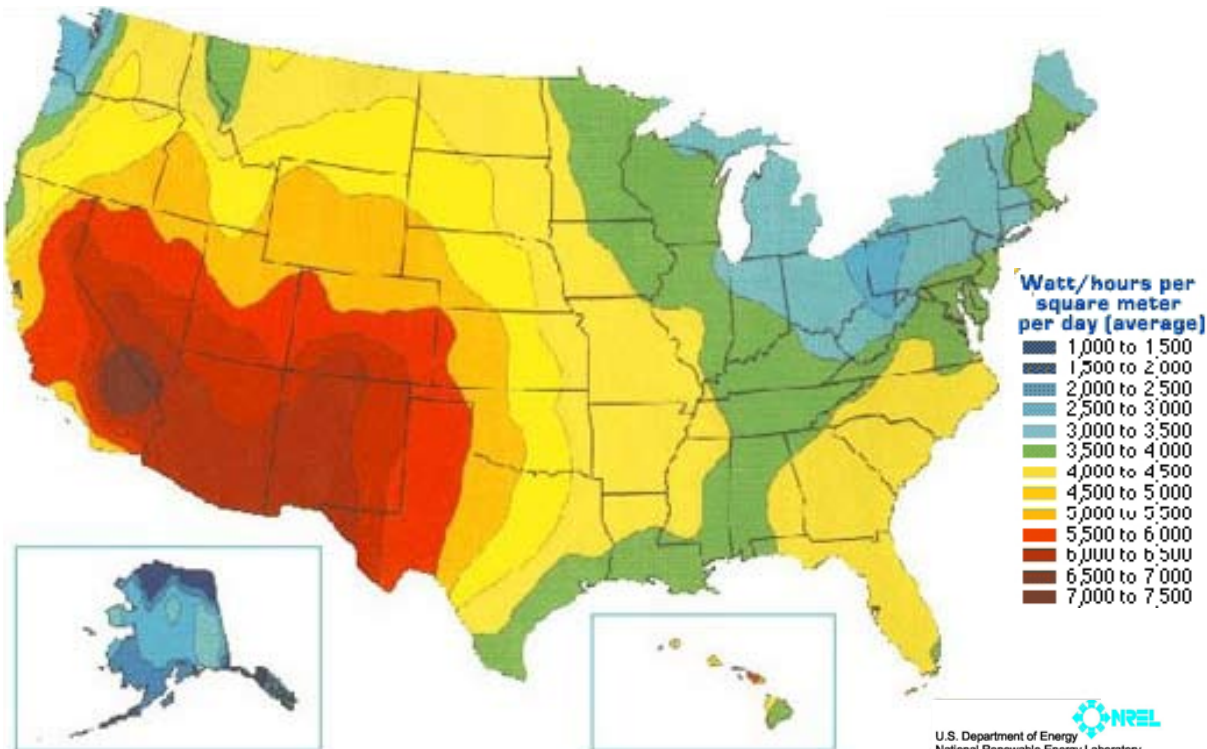 Watt/hours per
square meter
per day (average)
1,000 to 1,500
1,500 to 2,000
2,000 to 2,500
2,500 to 3,000
3,000 to 3,500
3,500 to 4,000
4,000 to 4,500
4,500 to 5,000
5,000 to 5,500
5,500 to 6,000
6,000 to 6,500
6,500 to 7,000
7,000 to 7,500
NREL
U.S. Department of Energy
National Renewable Energy Laboratory